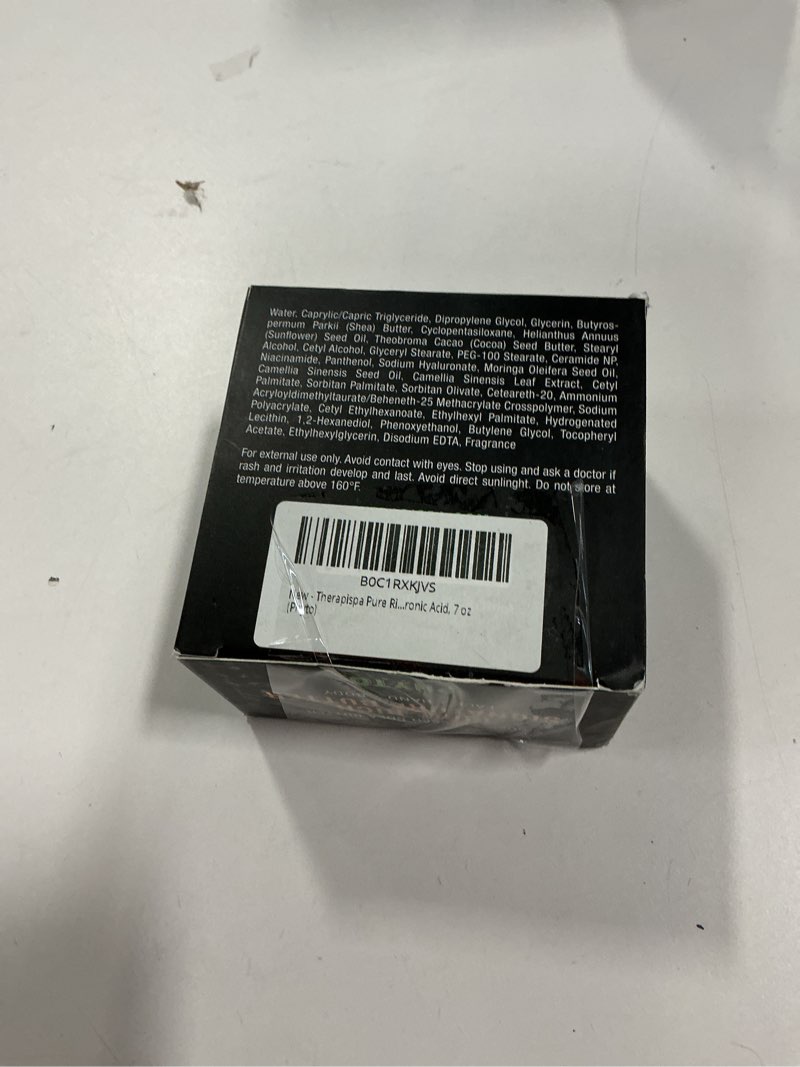 Water, Caprylic/Capric Triglyceride, Dipropylene Glycol, Glycerin, Butyros-
permum Parkii (Shea) Butter, Cyclopentasiloxane, Helianthus Annuus
(Sunflower) Seed Oil, Theobroma Cacao (Cocoa) Seed Butter, Stearyl
Alcohol, Cetyl Alcohol, Glyceryl Stearate, PEG-100 Stearate, Ceramide NP,
Niacinamide, Panthenol, Sodium Hyaluronate, Moringa Oleifera Seed Oil,
Camellia Sinensis Seed Oil, Camellia Sinensis Leaf Extract, Cetyl
Palmitate, Sorbitan Palmitate, Sorbitan Olivate, Ceteareth-20, Ammonium
Acryloyldimethyltaurate/Beheneth-25 Methacrylate Crosspolymer, Sodium
Polyacrylate, Cetyl Ethylhexanoate, Ethylhexyl Palmitate, Hydrogenated
Lecithin, 1,2-Hexanediol, Phenoxyethanol, Butylene Glycol, Tocopheryl
Acetate, Ethylhexylglycerin, Disodium EDTA, Fragrance
For external use only. Avoid contact with eyes. Stop using and ask a doctor if
rash and irritation develop and last. Avoid direct sunlinght. Do not store at
temperature above 160°F.
B0C1RXKJVS
New - Therapispa Pure Ri...ronic Acid, 7 oz